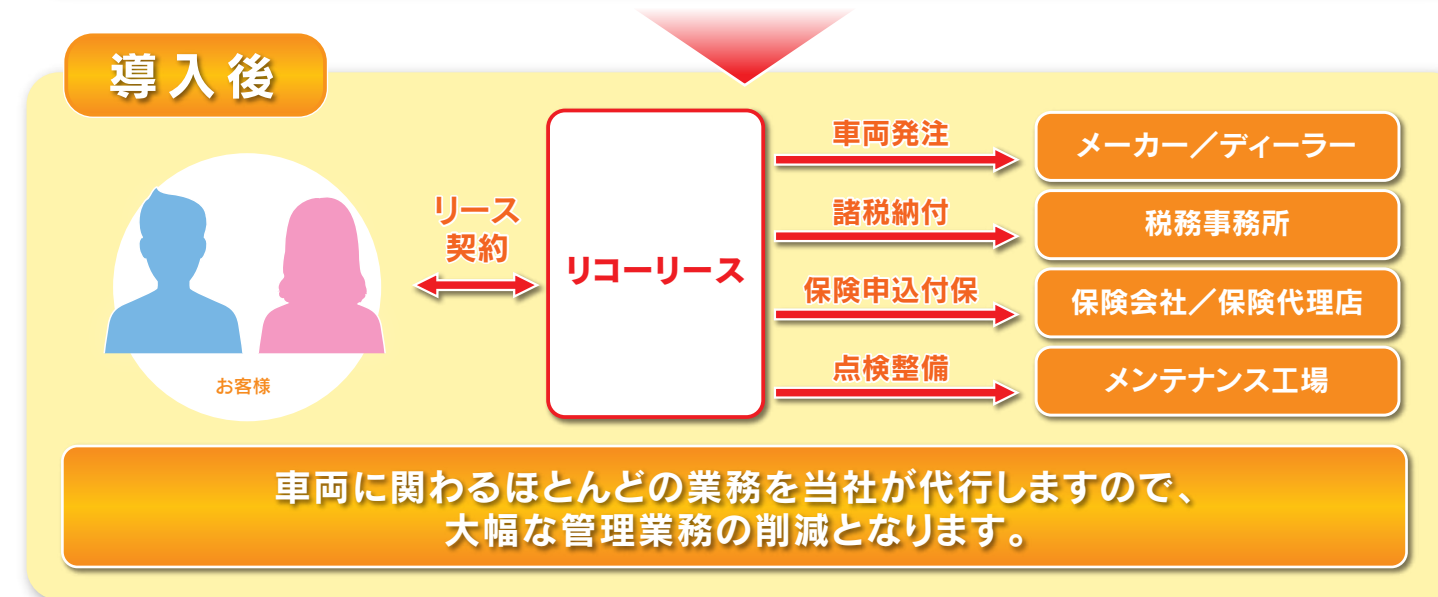 導入後
お客様
リース
契約
リコーリース
車両発注
メーカー／ディーラー
諸税納付
税務事務所
保険申込付保
保険会社／保険代理店
点検整備
メンテナンス工場
車両に関わるほとんどの業務を当社が代行しますので、
大幅な管理業務の削減となります。